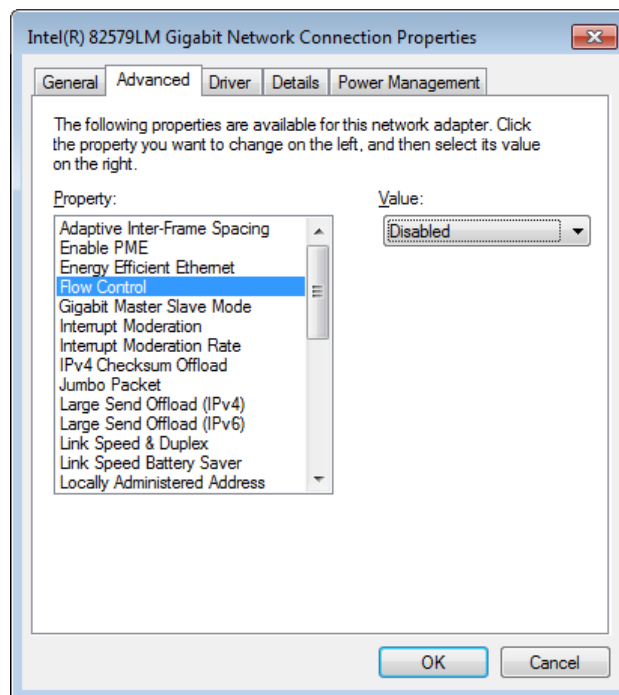 Intel(R) 82579LM Gigabit Network Connection Properties
General Advanced Driver Details Power Management
The following properties are available for this network adapter. Click
the property you want to change on the left, and then select its value
on the right.
Property:
Value:
Adaptive Inter-Frame Spacing
Enable PME
Energy Efficient Ethernet
Flow Control
Gigabit Master Slave Mode
Interrupt Moderation
Interrupt Moderation Rate
IPv4 Checksum Offload
Jumbo Packet
Large Send Offload (IPv4)
Large Send Offload (IPv6)
Link Speed & Duplex
Link Speed Battery Saver
Locally Administered Address
Disabled
OK Cancel